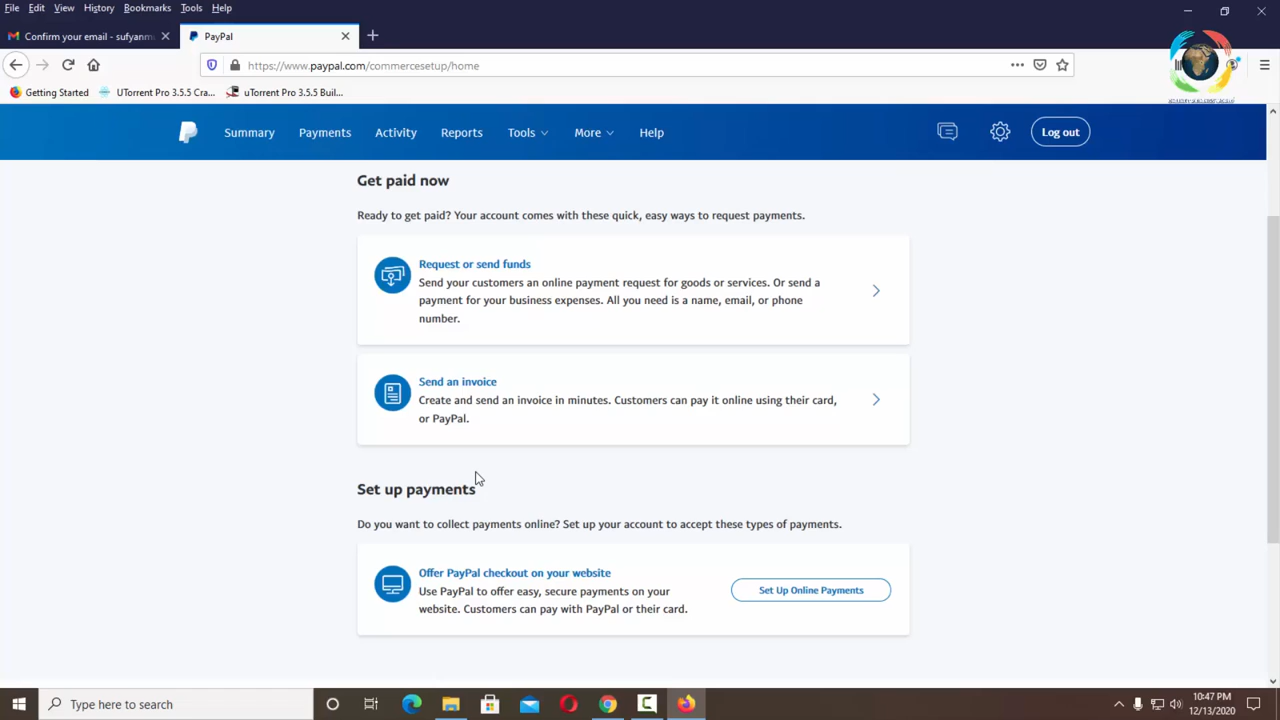 File Edit View History Bookmarks Tools Help
Confirm your email - sufyanm
PayPal
https://www.paypal.com/commercesetup/home
Getting Started
UTorrent Pro 3.5.5 Cra...
uTorrent Pro 3.5.5 Buil...
Summary Payments Activity Reports Tools More Help
Log out
Get paid now
Ready to get paid? Your account comes with these quick, easy ways to request payments.
Request or send funds
Send your customers an online payment request for goods or services. Or send a
payment for your business expenses. All you need is a name, email, or phone
number.
Send an invoice
Create and send an invoice in minutes. Customers can pay it online using their card,
or PayPal.
Set up payments
Do you want to collect payments online? Set up your account to accept these types of payments.
Offer PayPal checkout on your website
Use PayPal to offer easy, secure payments on your
website. Customers can pay with PayPal or their card.
Set Up Online Payments
Type here to search
10:47 PM
12/13/2020